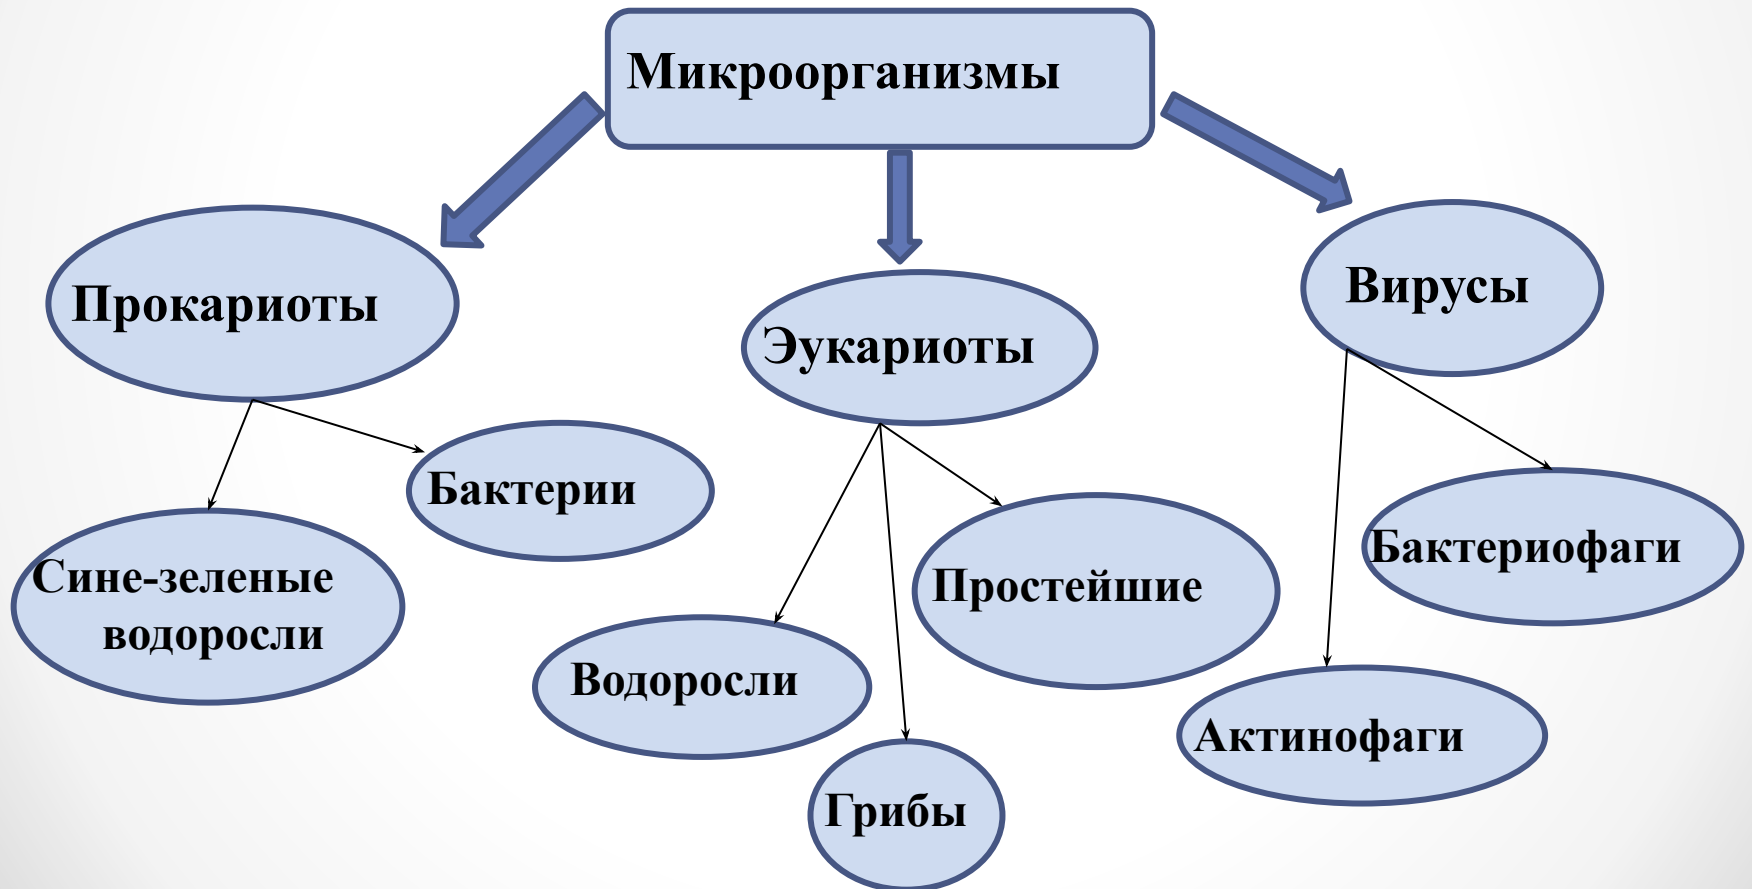 Микроорганизмы
Прокариоты
Эукариоты
Вирусы
Бактерии
Сине-зеленые
водоросли
Водоросли
Грибы
Простейшие
Бактериофаги
Актинофаги